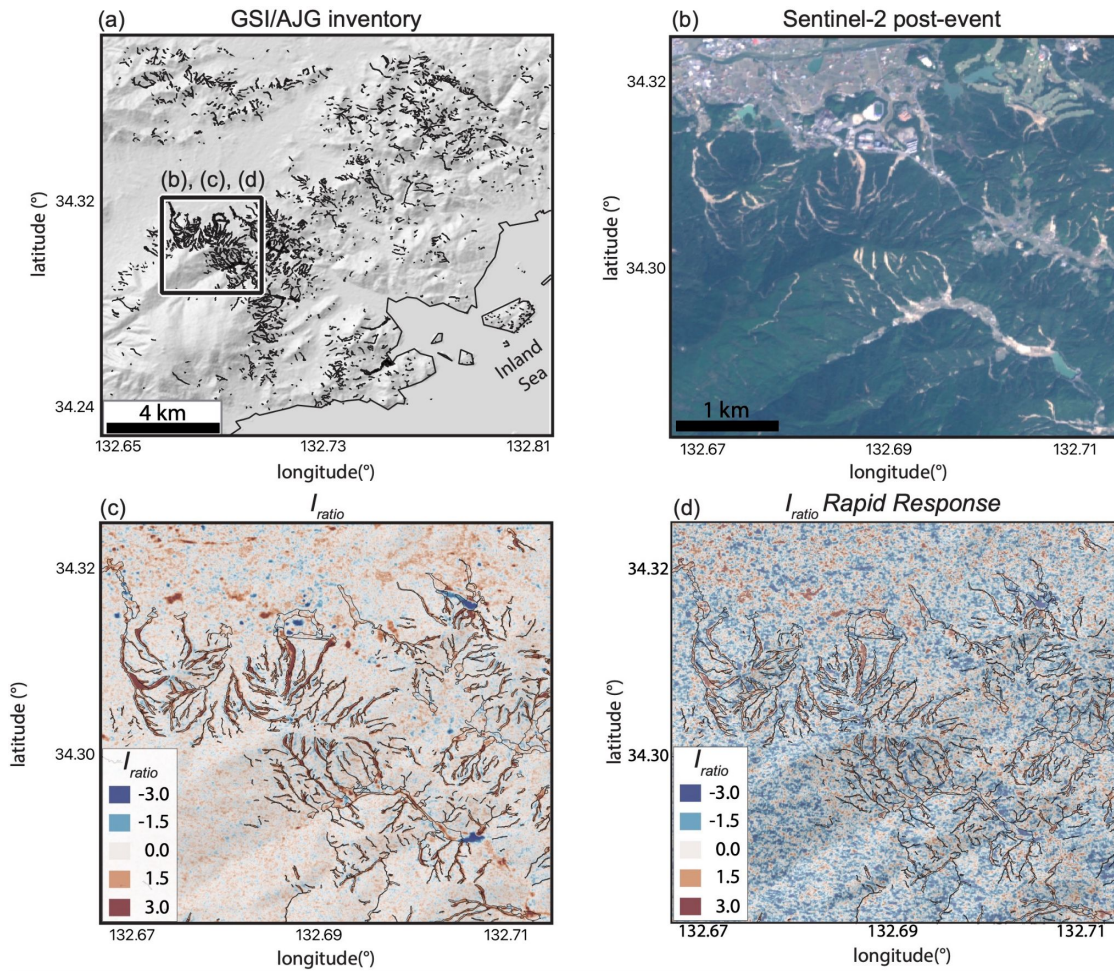 (a) GSI/AJG inventory
(b), (c), (d)
Inland
Sea
4 km
34.32
34.24
latitude (°)
132.65 132.73 132.81
longitude(°)
(b) Sentinel-2 post-event
34.32
34.30
latitude (°)
1 km
132.67 132.69 132.71
longitude(°)
(c) Iratio
34.32
34.30
latitude (°)
Iratio
-3.0
-1.5
0.0
1.5
3.0
132.67 132.69 132.71
longitude(°)
(d) Iratio Rapid Response
34.32
34.30
latitude (°)
Iratio
-3.0
-1.5
0.0
1.5
3.0
132.67 132.69 132.71
longitude(°)